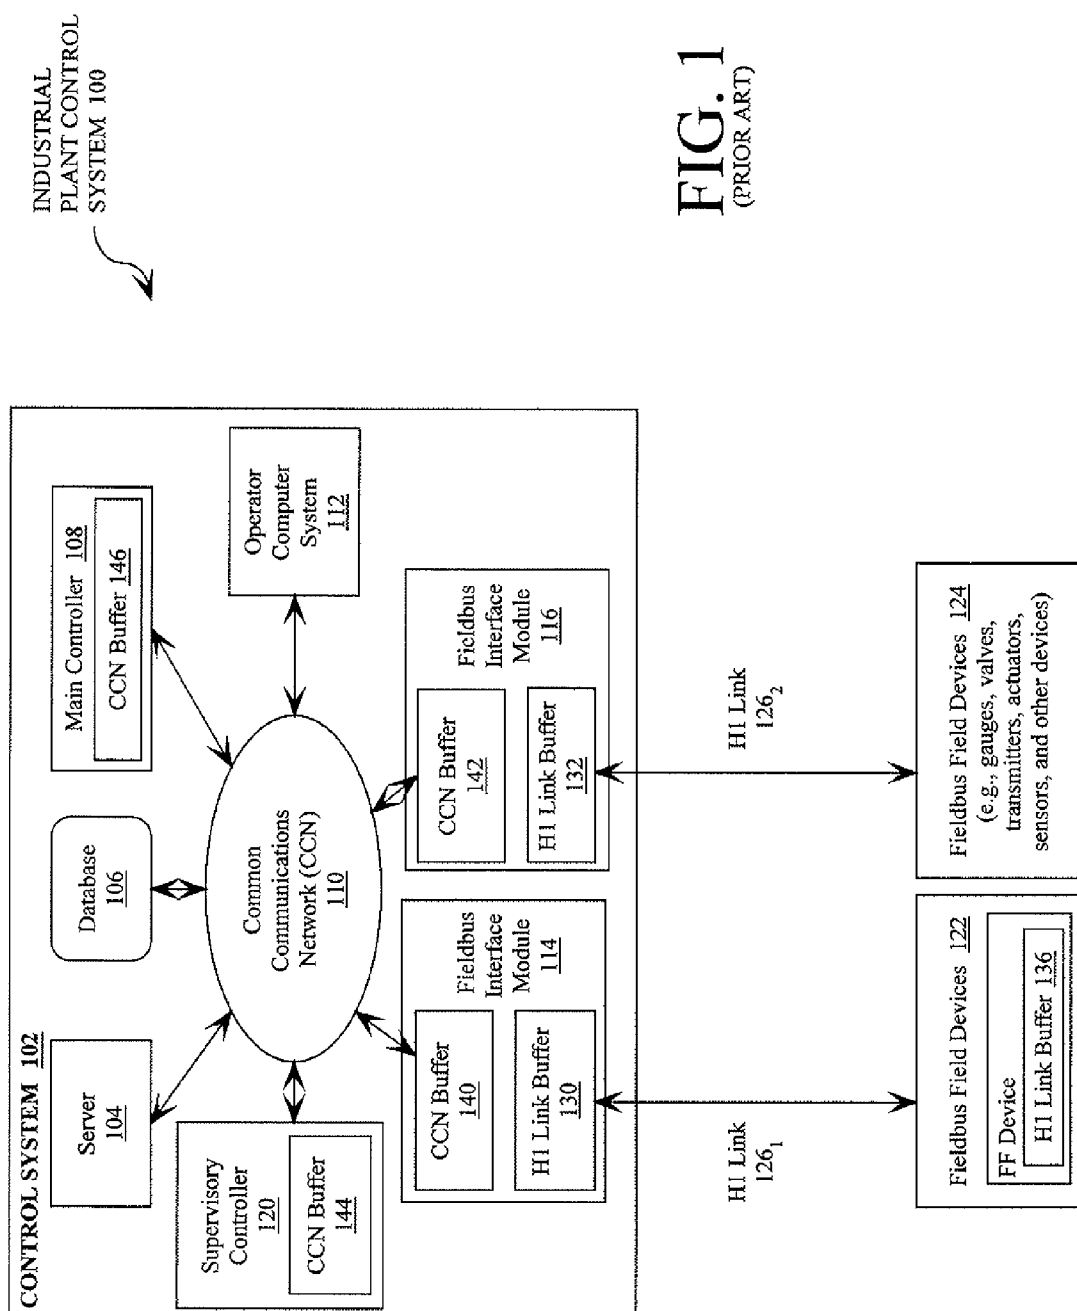 INDUSTRIAL
PLANT CONTROL
SYSTEM 100
CONTROL SYSTEM 102
Server
104
Database
106
Main Controller 108
CCN Buffer 146
Supervisory
Controller
120
CCN Buffer
144
Common
Communications
Network (CCN)
110
Operator
Computer
System
112
CCN Buffer
140
H1 Link Buffer
130
Fieldbus
Interface
Module
114
CCN Buffer
142
H1 Link Buffer
132
Fieldbus
Interface
Module
116
H1 Link
126₁
H1 Link
126₂
Fieldbus Field Devices 122
FF Device
H1 Link Buffer 136
Fieldbus Field Devices 124
(e.g., gauges, valves,
transmitters, actuators,
sensors, and other devices)
FIG. 1
(PRIOR ART)